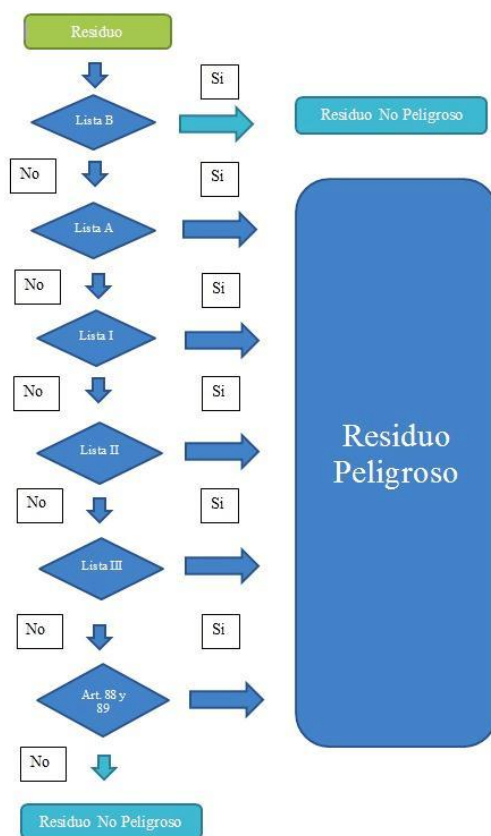 Residuo
Si
Lista B
Residuo No Peligroso
No
Si
Lista A
No
Si
Lista I
No
Si
Lista II
Residuo
Peligroso
No
Si
Lista III
No
Si
Art. 88 y
89
No
Residuo No Peligroso